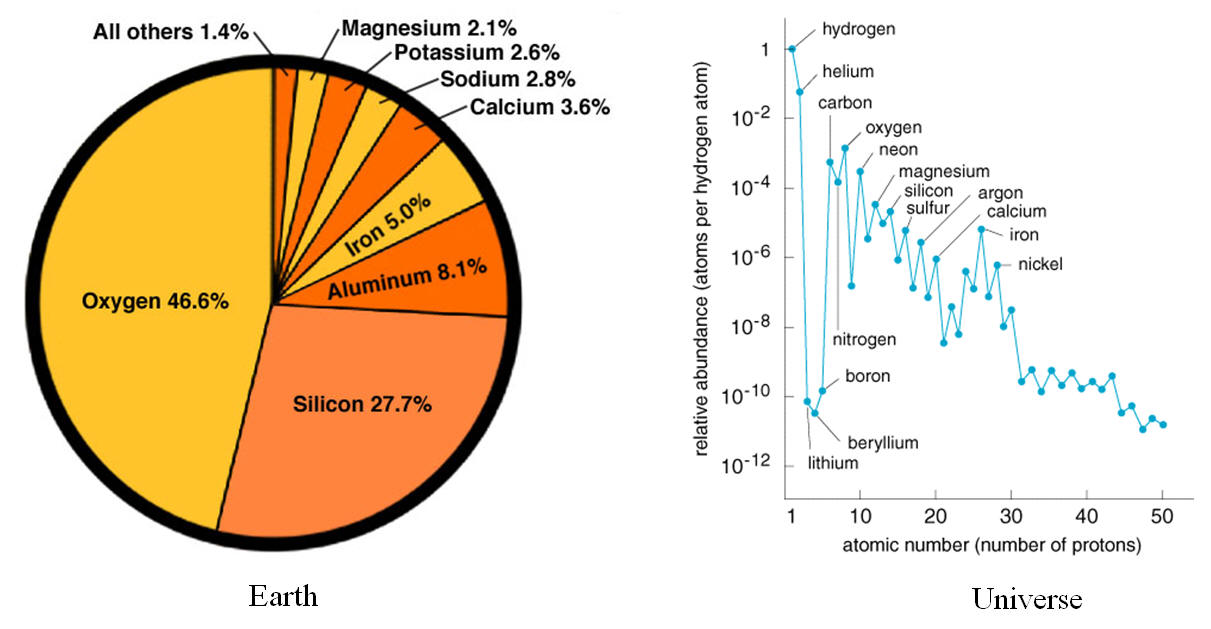 All others 1.4%
Magnesium 2.1%
Potassium 2.6%
Sodium 2.8%
Calcium 3.6%
Iron 5.0%
Aluminum 8.1%
Oxygen 46.6%
Silicon 27.7%
Earth
relative abundance (atoms per hydrogen atom)
1
10-2
10-4
10-6
10-8
10-10
10-12
hydrogen
helium
carbon
oxygen
neon
magnesium
silicon
sulfur
argon
calcium
iron
nickel
nitrogen
boron
beryllium
lithium
1 10 20 30 40 50
atomic number (number of protons)
Universe